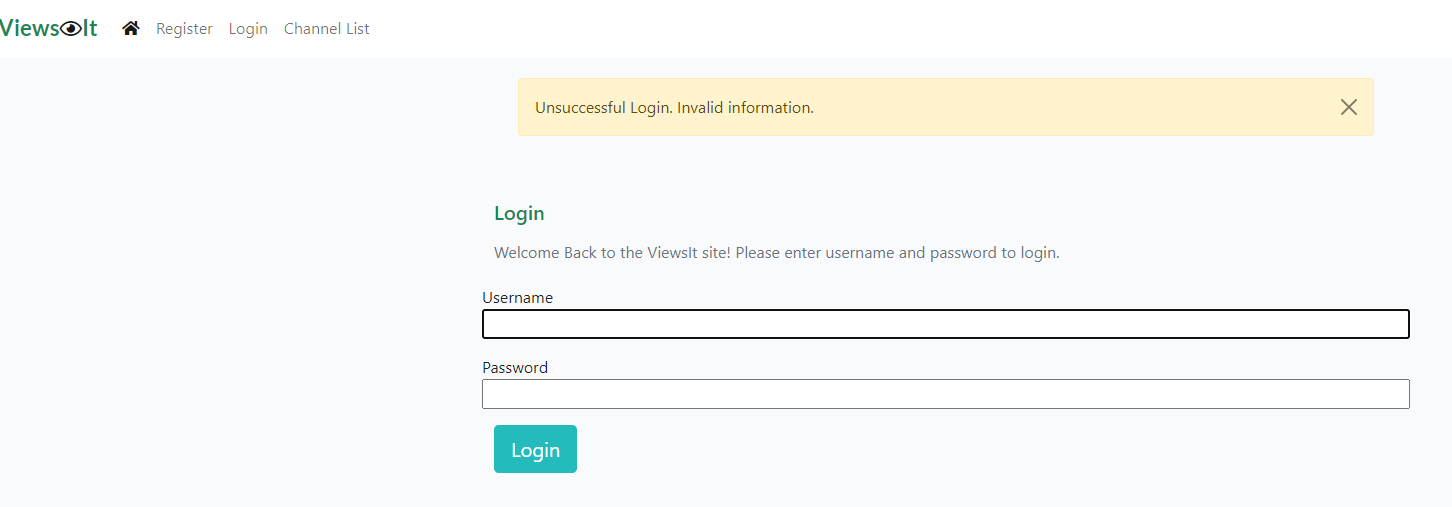 ViewsIt Register Login Channel List
Unsuccessful Login. Invalid information.
Login
Welcome Back to the ViewsIt site! Please enter username and password to login.
Username
Password
Login